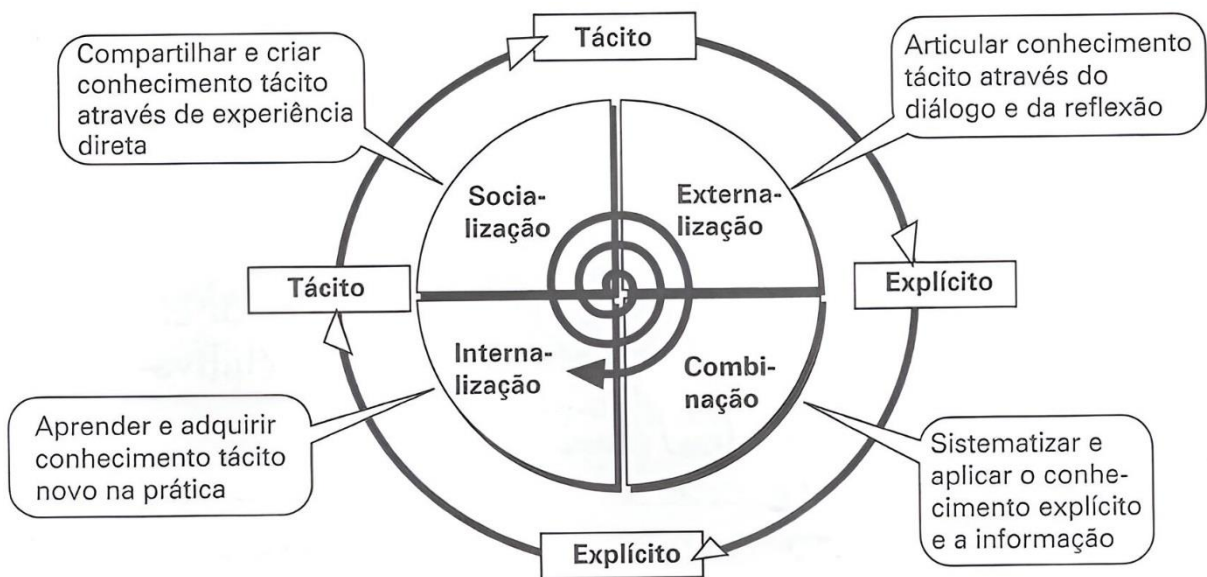 Compartilhar e criar
conhecimento tácito
através de experiência
direta
Tácito
Articular conhecimento
tácito através do
diálogo e da reflexão
Socia-
lização
Externa-
lização
Tácito
Explícito
Interna-
lização
Combi-
nação
Aprender e adquirir
conhecimento tácito
novo na prática
Sistematizar e
aplicar o conhe-
cimento explícito
e a informação
Explícito